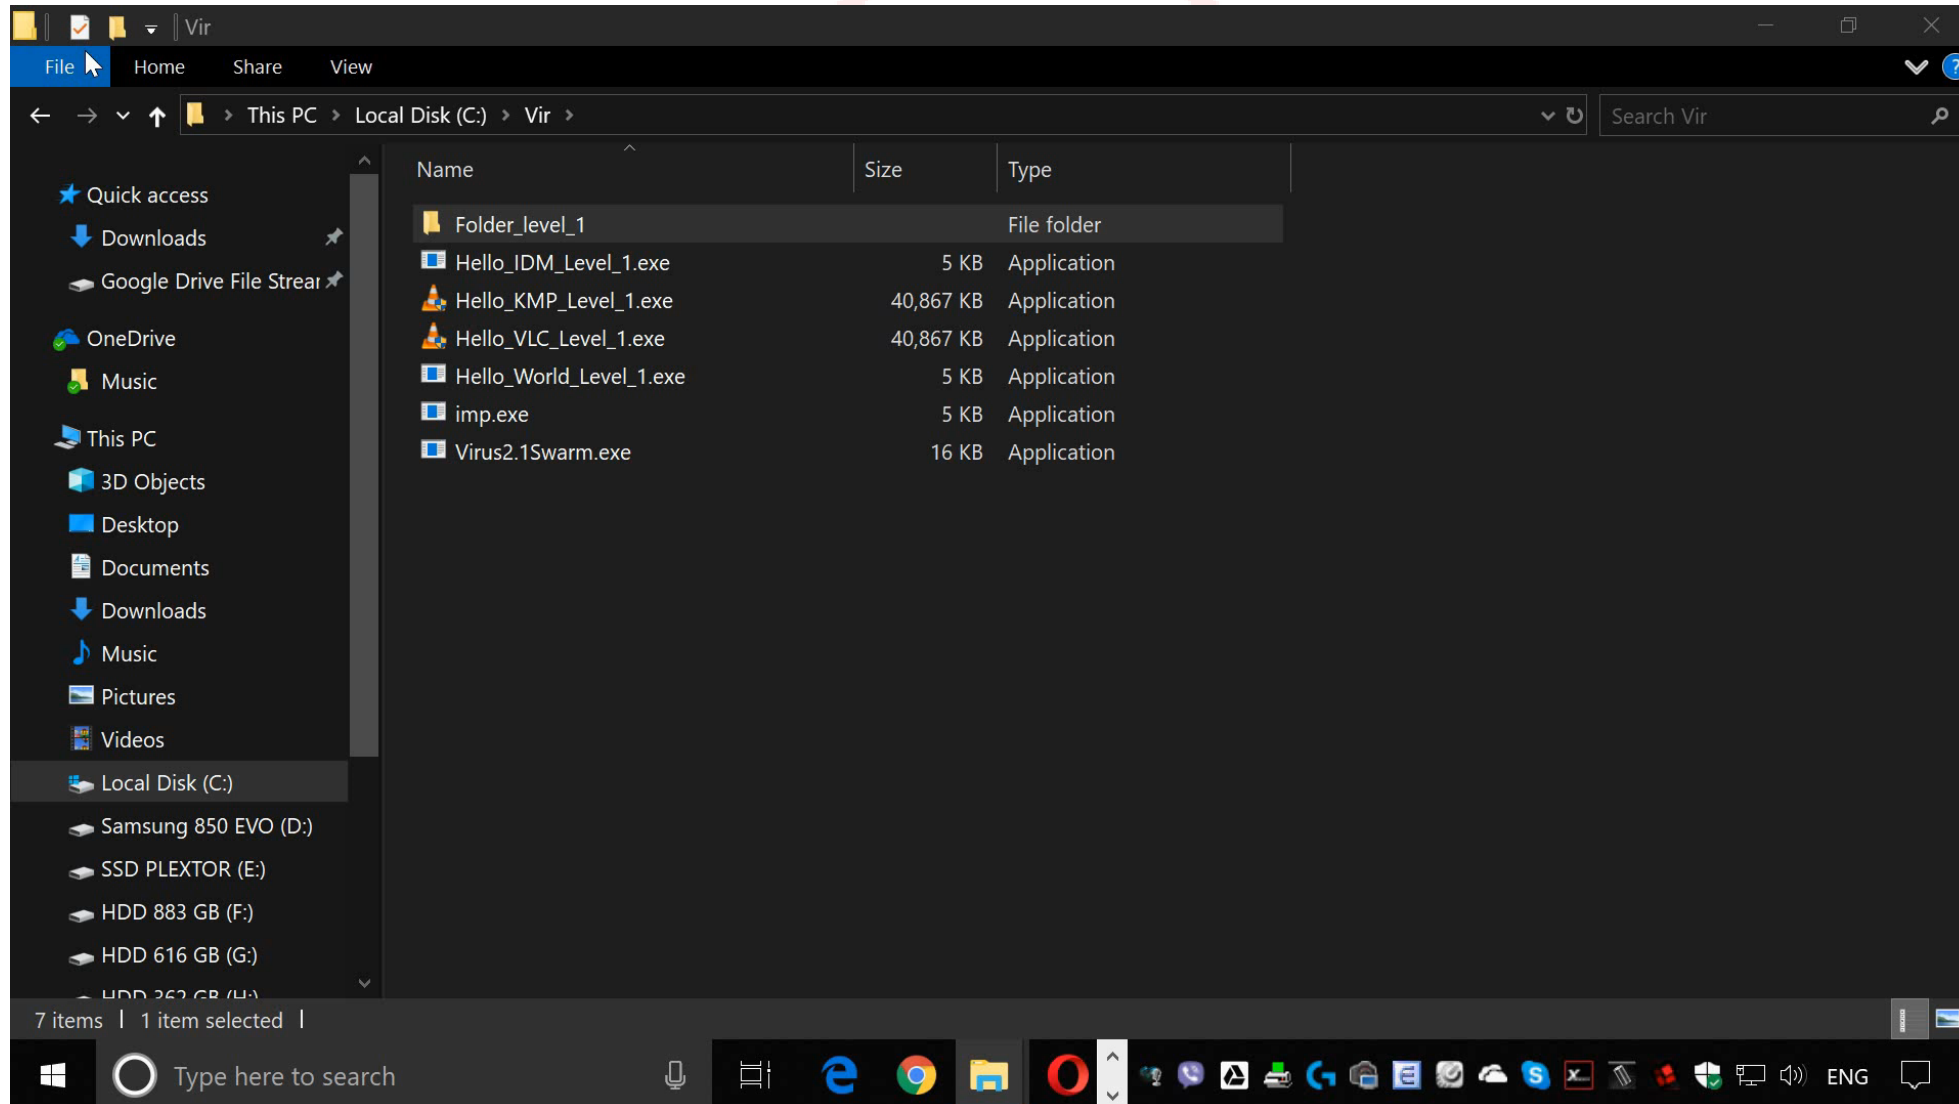 Vir
File Home Share View
This PC Local Disk (C:) Vir
Search Vir
Name Size Type
Quick access
Downloads
Google Drive File Strear
OneDrive
Music
This PC
3D Objects
Desktop
Documents
Downloads
Music
Pictures
Videos
Local Disk (C:)
Samsung 850 EVO (D:)
SSD PLEXTOR (E:)
HDD 883 GB (F:)
HDD 616 GB (G:)
HDD 362 GB (H:)
Folder_level_1 File folder
Hello_IDM_Level_1.exe 5 KB Application
Hello_KMP_Level_1.exe 40,867 KB Application
Hello_VLC_Level_1.exe 40,867 KB Application
Hello_World_Level_1.exe 5 KB Application
imp.exe 5 KB Application
Virus2.1Swarm.exe 16 KB Application
7 items 1 item selected
Type here to search
ENG